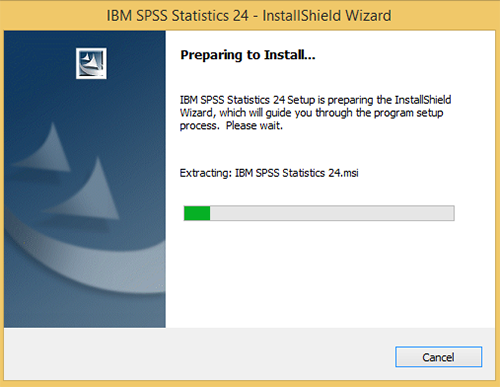 IBM SPSS Statistics 24 - InstallShield Wizard
Preparing to Install...
IBM SPSS Statistics 24 Setup is preparing the InstallShield
Wizard, which will guide you through the program setup
process. Please wait.
Extracting: IBM SPSS Statistics 24.msi
Cancel